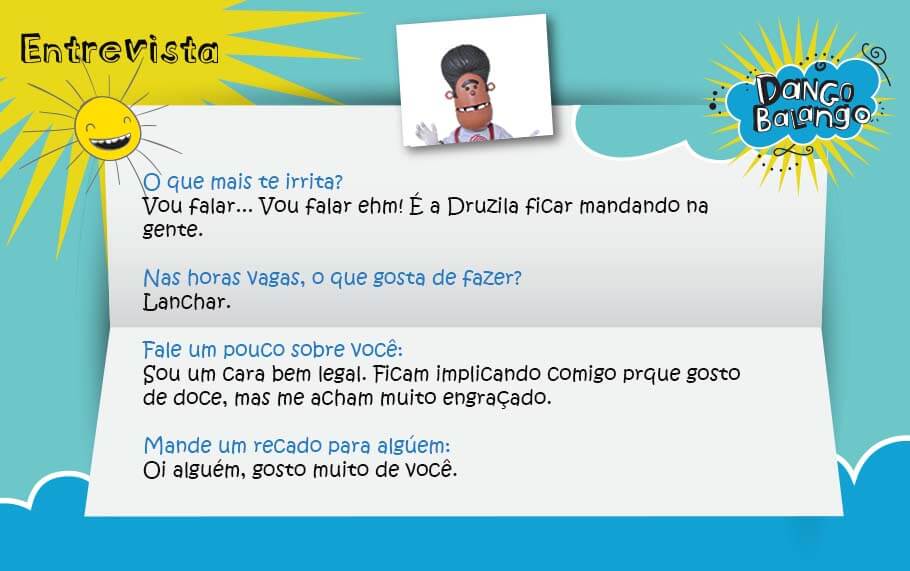 Entrevista
Dango
Balango
O que mais te irrita?
Vou falar... Vou falar ehm! É a Druzila ficar mandando na
gente.
Nas horas vagas, o que gosta de fazer?
Lanchar.
Fale um pouco sobre você:
Sou um cara bem legal. Ficam implicando comigo prque gosto
de doce, mas me acham muito engraçado.
Mande um recado para algúem:
Oi alguém, gosto muito de você.